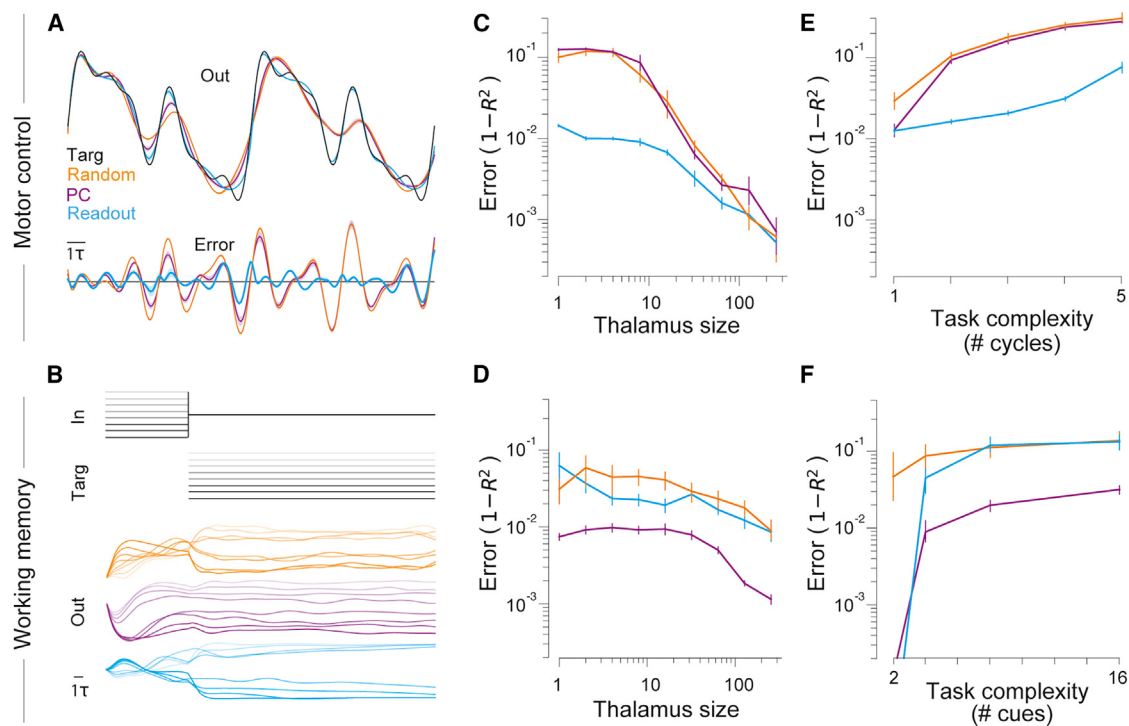 Motor control
A
Out
Targ
Random
PC
Readout
1τ
Error
C
Error (1−R²)
10⁻¹
10⁻²
10⁻³
1
10
100
Thalamus size
E
Error (1−R²)
10⁻¹
10⁻²
10⁻³
1
5
Task complexity
(# cycles)
Working memory
B
In
Targ
Out
1τ
D
Error (1−R²)
10⁻¹
10⁻²
10⁻³
1
10
100
Thalamus size
F
Error (1−R²)
10⁻¹
10⁻²
10⁻³
2
16
Task complexity
(# cues)